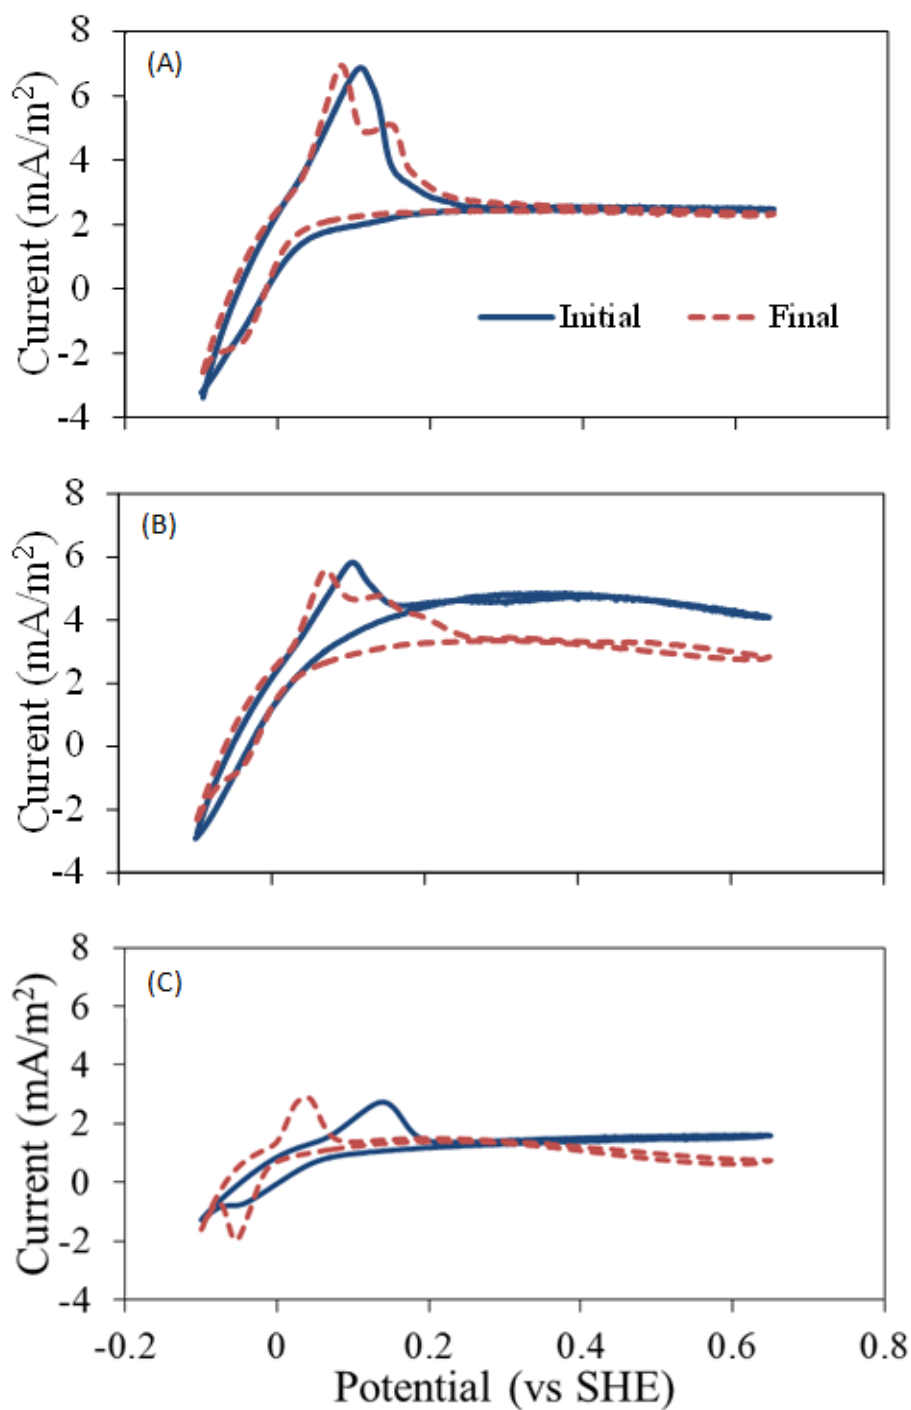 (A)
8
6
4
2
0
-2
-4
Current (mA/m²)
Initial
Final
(B)
8
6
4
2
0
-2
-4
Current (mA/m²)
(C)
8
6
4
2
0
-2
-4
Current (mA/m²)
-0.2 0 0.2 0.4 0.6 0.8
Potential (vs SHE)